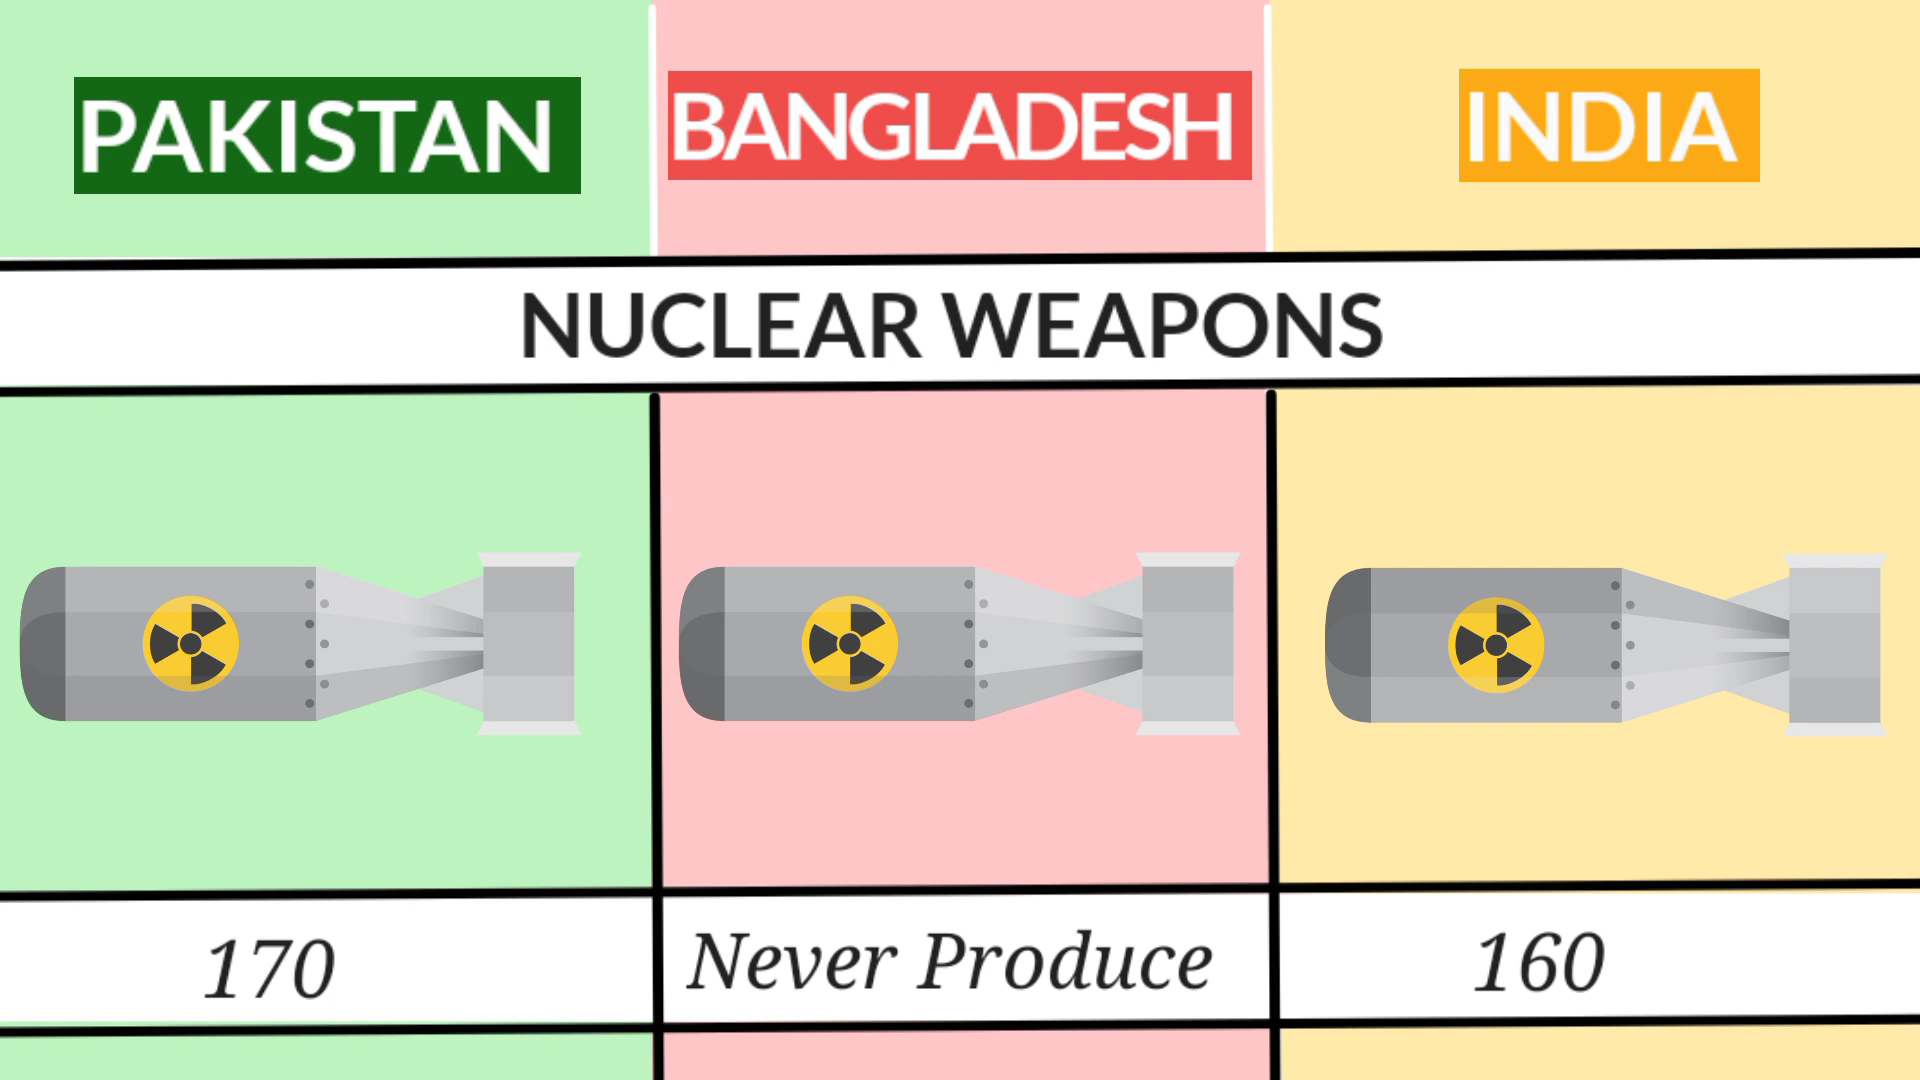 PAKISTAN
BANGLADESH
INDIA
NUCLEAR WEAPONS
170
Never Produce
160